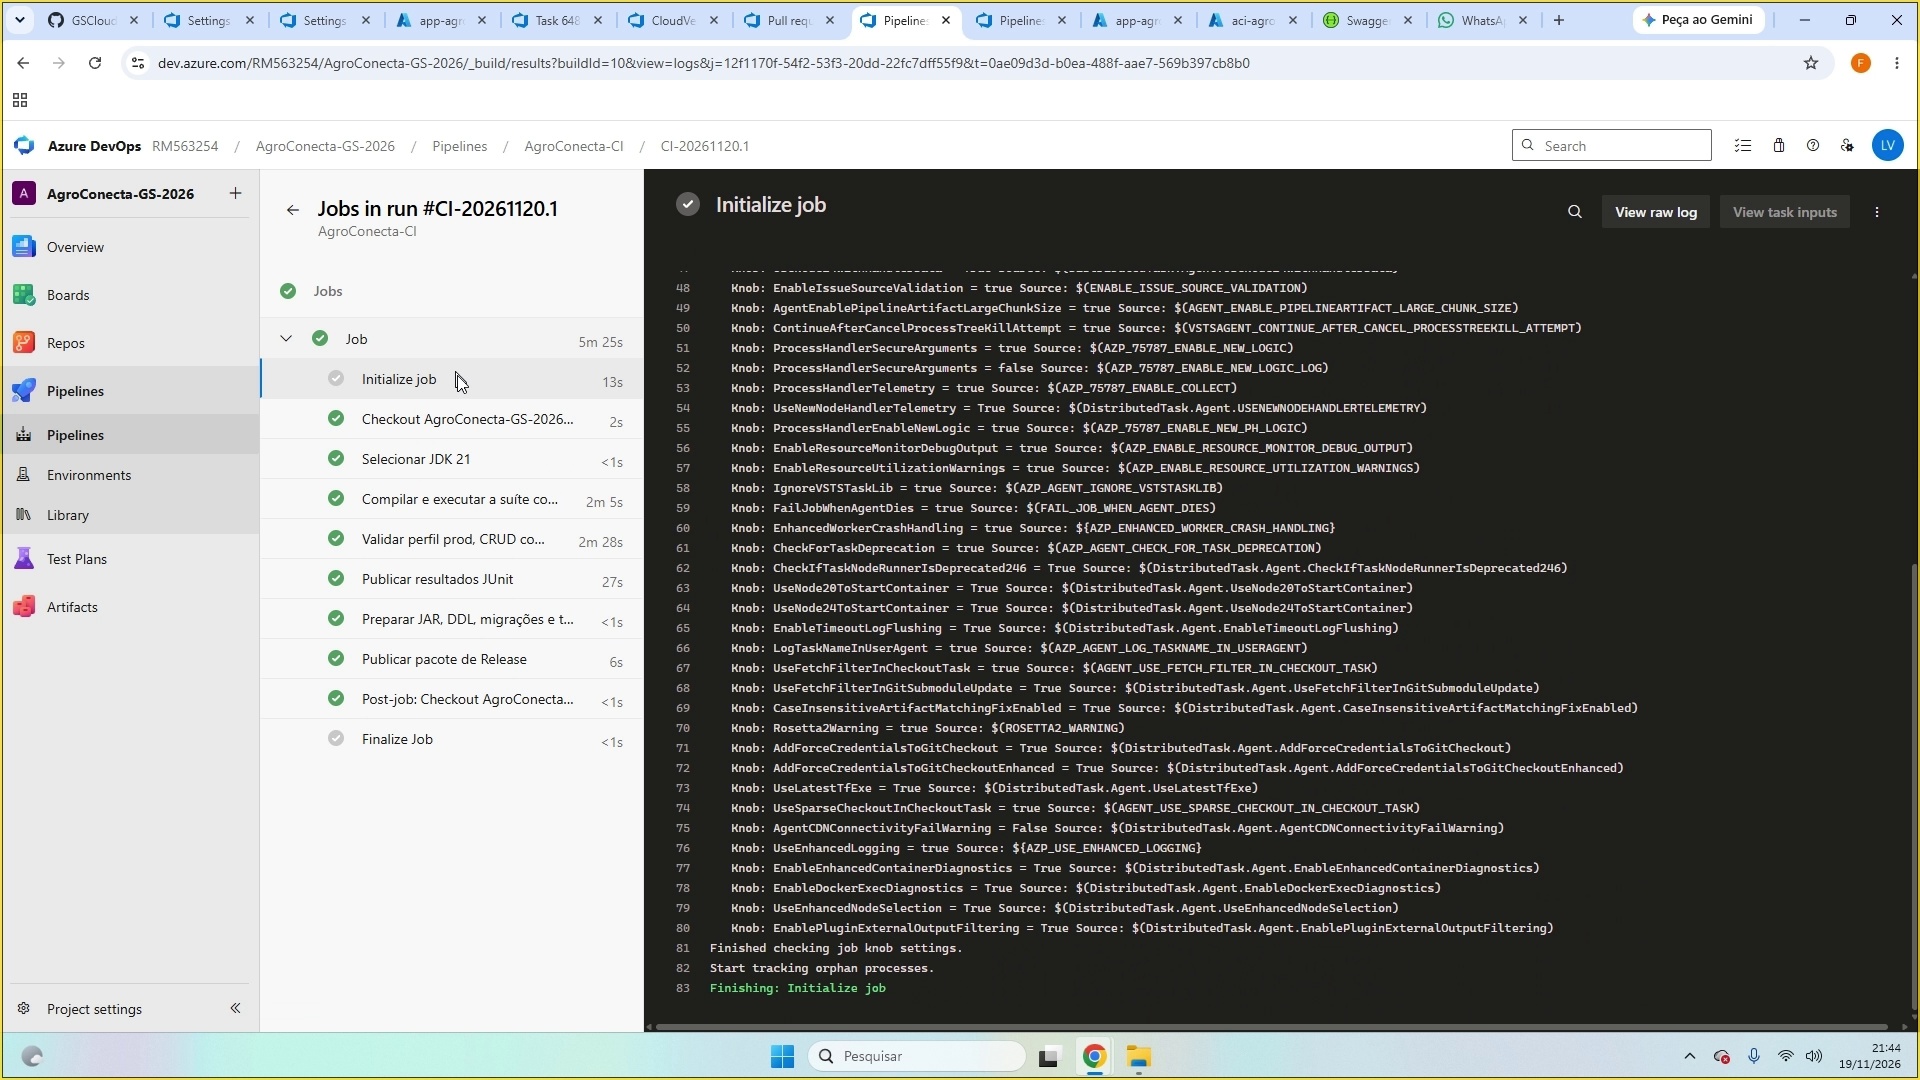 GSCloud
Settings
Settings
app-agr
Task 648
CloudVe
Pull requ
Pipeline
Pipeline
app-agr
aci-agro
Swagge
WhatsA
Peça ao Gemini
dev.azure.com/RM563254/AgroConecta-GS-2026/_build/results?buildId=10&view=logs&j=12f1170f-54f2-53f3-20dd-22fc7dff55f9&t=0ae09d3d-b0ea-488f-aae7-569b397cb8b0
F
Azure DevOps RM563254 / AgroConecta-GS-2026 / Pipelines / AgroConecta-CI / CI-20261120.1
Search
LV
A AgroConecta-GS-2026
Overview
Boards
Repos
Pipelines
Pipelines
Environments
Library
Test Plans
Artifacts
Project settings
Jobs in run #CI-20261120.1
AgroConecta-CI
Jobs
Job 5m 25s
Initialize job 13s
Checkout AgroConecta-GS-2026... 2s
Selecionar JDK 21 <1s
Compilar e executar a suíte co... 2m 5s
Validar perfil prod, CRUD co... 2m 28s
Publicar resultados JUnit 27s
Preparar JAR, DDL, migrações e t... <1s
Publicar pacote de Release 6s
Post-job: Checkout AgroConecta... <1s
Finalize Job <1s
Initialize job
View raw log
View task inputs
48 Knob: EnableIssueSourceValidation = true Source: $(ENABLE_ISSUE_SOURCE_VALIDATION)
49 Knob: AgentEnablePipelineArtifactLargeChunkSize = true Source: $(AGENT_ENABLE_PIPELINEARTIFACT_LARGE_CHUNK_SIZE)
50 Knob: ContinueAfterCancelProcessTreeKillAttempt = true Source: $(VSTSAGENT_CONTINUE_AFTER_CANCEL_PROCESSTREEKILL_ATTEMPT)
51 Knob: ProcessHandlerSecureArguments = true Source: $(AZP_75787_ENABLE_NEW_LOGIC)
52 Knob: ProcessHandlerSecureArguments = false Source: $(AZP_75787_ENABLE_NEW_LOGIC_LOG)
53 Knob: ProcessHandlerTelemetry = true Source: $(AZP_75787_ENABLE_COLLECT)
54 Knob: UseNewNodeHandlerTelemetry = True Source: $(DistributedTask.Agent.USENEWNODEHANDLERTELEMETRY)
55 Knob: ProcessHandlerEnableNewLogic = true Source: $(AZP_75787_ENABLE_NEW_PH_LOGIC)
56 Knob: EnableResourceMonitorDebugOutput = true Source: $(AZP_ENABLE_RESOURCE_MONITOR_DEBUG_OUTPUT)
57 Knob: EnableResourceUtilizationWarnings = true Source: $(AZP_ENABLE_RESOURCE_UTILIZATION_WARNINGS)
58 Knob: IgnoreVSTSTaskLib = true Source: $(AZP_AGENT_IGNORE_VSTSTASKLIB)
59 Knob: FailJobWhenAgentDies = true Source: $(FAIL_JOB_WHEN_AGENT_DIES)
60 Knob: EnhancedWorkerCrashHandling = true Source: ${AZP_ENHANCED_WORKER_CRASH_HANDLING}
61 Knob: CheckForTaskDeprecation = true Source: $(AZP_AGENT_CHECK_FOR_TASK_DEPRECATION)
62 Knob: CheckIfTaskNodeRunnerIsDeprecated246 = True Source: $(DistributedTask.Agent.CheckIfTaskNodeRunnerIsDeprecated246)
63 Knob: UseNode20ToStartContainer = True Source: $(DistributedTask.Agent.UseNode20ToStartContainer)
64 Knob: UseNode24ToStartContainer = True Source: $(DistributedTask.Agent.UseNode24ToStartContainer)
65 Knob: EnableTimeoutLogFlushing = True Source: $(DistributedTask.Agent.EnableTimeoutLogFlushing)
66 Knob: LogTaskNameInUserAgent = true Source: $(AZP_AGENT_LOG_TASKNAME_IN_USERAGENT)
67 Knob: UseFetchFilterInCheckoutTask = true Source: $(AGENT_USE_FETCH_FILTER_IN_CHECKOUT_TASK)
68 Knob: UseFetchFilterInGitSubmoduleUpdate = True Source: $(DistributedTask.Agent.UseFetchFilterInGitSubmoduleUpdate)
69 Knob: CaseInsensitiveArtifactMatchingFixEnabled = True Source: $(DistributedTask.Agent.CaseInsensitiveArtifactMatchingFixEnabled)
70 Knob: Rosetta2Warning = true Source: $(ROSETTA2_WARNING)
71 Knob: AddForceCredentialsToGitCheckout = True Source: $(DistributedTask.Agent.AddForceCredentialsToGitCheckout)
72 Knob: AddForceCredentialsToGitCheckoutEnhanced = True Source: $(DistributedTask.Agent.AddForceCredentialsToGitCheckoutEnhanced)
73 Knob: UseLatestTfExe = True Source: $(DistributedTask.Agent.UseLatestTfExe)
74 Knob: UseSparseCheckoutInCheckoutTask = true Source: $(AGENT_USE_SPARSE_CHECKOUT_IN_CHECKOUT_TASK)
75 Knob: AgentCDNConnectivityFailWarning = False Source: $(DistributedTask.Agent.AgentCDNConnectivityFailWarning)
76 Knob: UseEnhancedLogging = true Source: ${AZP_USE_ENHANCED_LOGGING}
77 Knob: EnableEnhancedContainerDiagnostics = True Source: $(DistributedTask.Agent.EnableEnhancedContainerDiagnostics)
78 Knob: EnableDockerExecDiagnostics = True Source: $(DistributedTask.Agent.EnableDockerExecDiagnostics)
79 Knob: UseEnhancedNodeSelection = True Source: $(DistributedTask.Agent.UseEnhancedNodeSelection)
80 Knob: EnablePluginExternalOutputFiltering = True Source: $(DistributedTask.Agent.EnablePluginExternalOutputFiltering)
81 Finished checking job knob settings.
82 Start tracking orphan processes.
83 Finishing: Initialize job
Pesquisar
21:44
19/11/2026